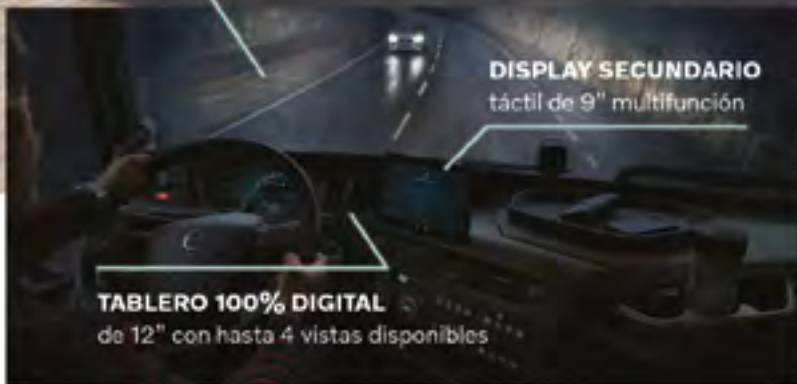 DISPLAY SECUNDARIO
táctil de 9" multifunción
TABLERO 100% DIGITAL
de 12" con hasta 4 vistas disponibles